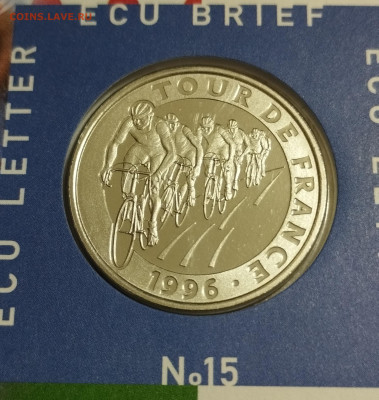 COINS.LAVE.RU
ECU BRIEF
ECU LETTER
TOUR DE FRANCE
1996
No15